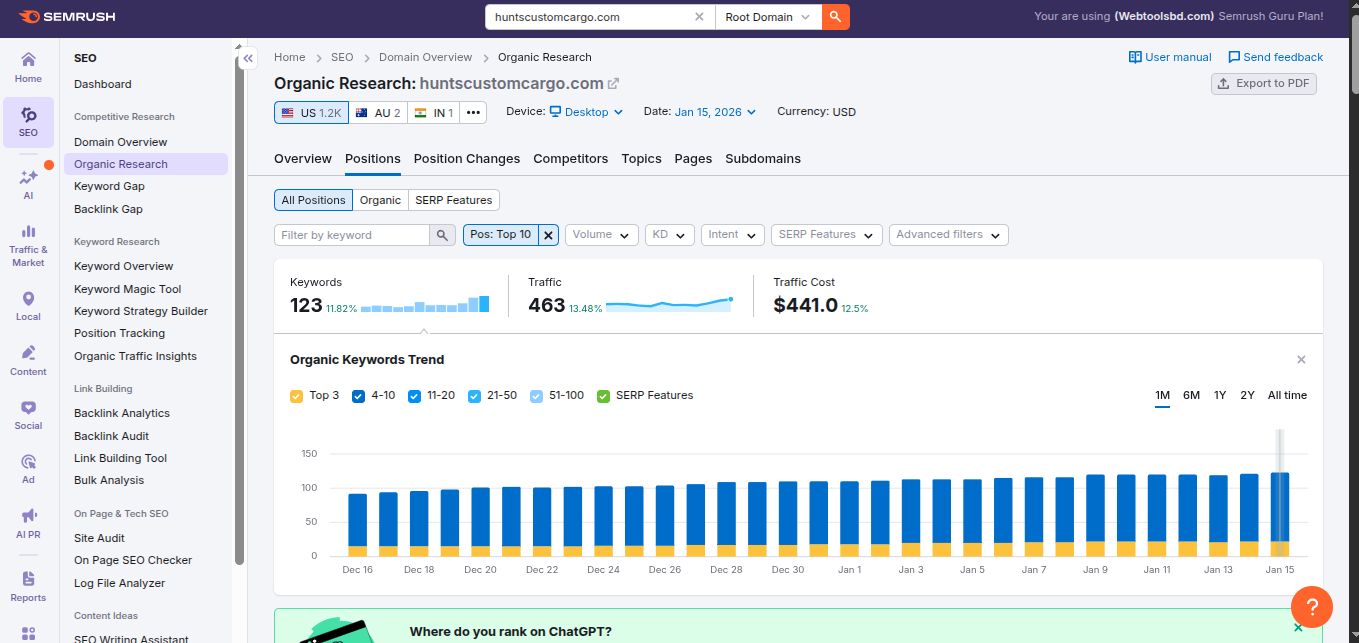 SEMRUSH
huntscustomcargo.com
Root Domain
Your are using (Webtoolsbd.com) Semrush Guru Plan!
Home
SEO
AI
Traffic &
Market
Local
Content
Social
Ad
AI PR
Reports
SEO
Dashboard
Competitive Research
Domain Overview
Organic Research
Keyword Gap
Backlink Gap
Keyword Research
Keyword Overview
Keyword Magic Tool
Keyword Strategy Builder
Position Tracking
Organic Traffic Insights
Link Building
Backlink Analytics
Backlink Audit
Link Building Tool
Bulk Analysis
On Page & Tech SEO
Site Audit
On Page SEO Checker
Log File Analyzer
Content Ideas
SEO Writing Assistant
Home > SEO > Domain Overview > Organic Research
User manual
Send feedback
Organic Research: huntscustomcargo.com
Export to PDF
US 1.2K
AU 2
IN 1
•••
Device: Desktop
Date: Jan 15, 2026
Currency: USD
Overview
Positions
Position Changes
Competitors
Topics
Pages
Subdomains
All Positions
Organic
SERP Features
Filter by keyword
Pos: Top 10
Volume
KD
Intent
SERP Features
Advanced filters
Keywords
123 11.82%
Traffic
463 13.48%
Traffic Cost
$441.0 12.5%
Organic Keywords Trend
Top 3
4-10
11-20
21-50
51-100
SERP Features
1M
6M
1Y
2Y
All time
150
100
50
0
Dec 16
Dec 18
Dec 20
Dec 22
Dec 24
Dec 26
Dec 28
Dec 30
Jan 1
Jan 3
Jan 5
Jan 7
Jan 9
Jan 11
Jan 13
Jan 15
Where do you rank on ChatGPT?
?